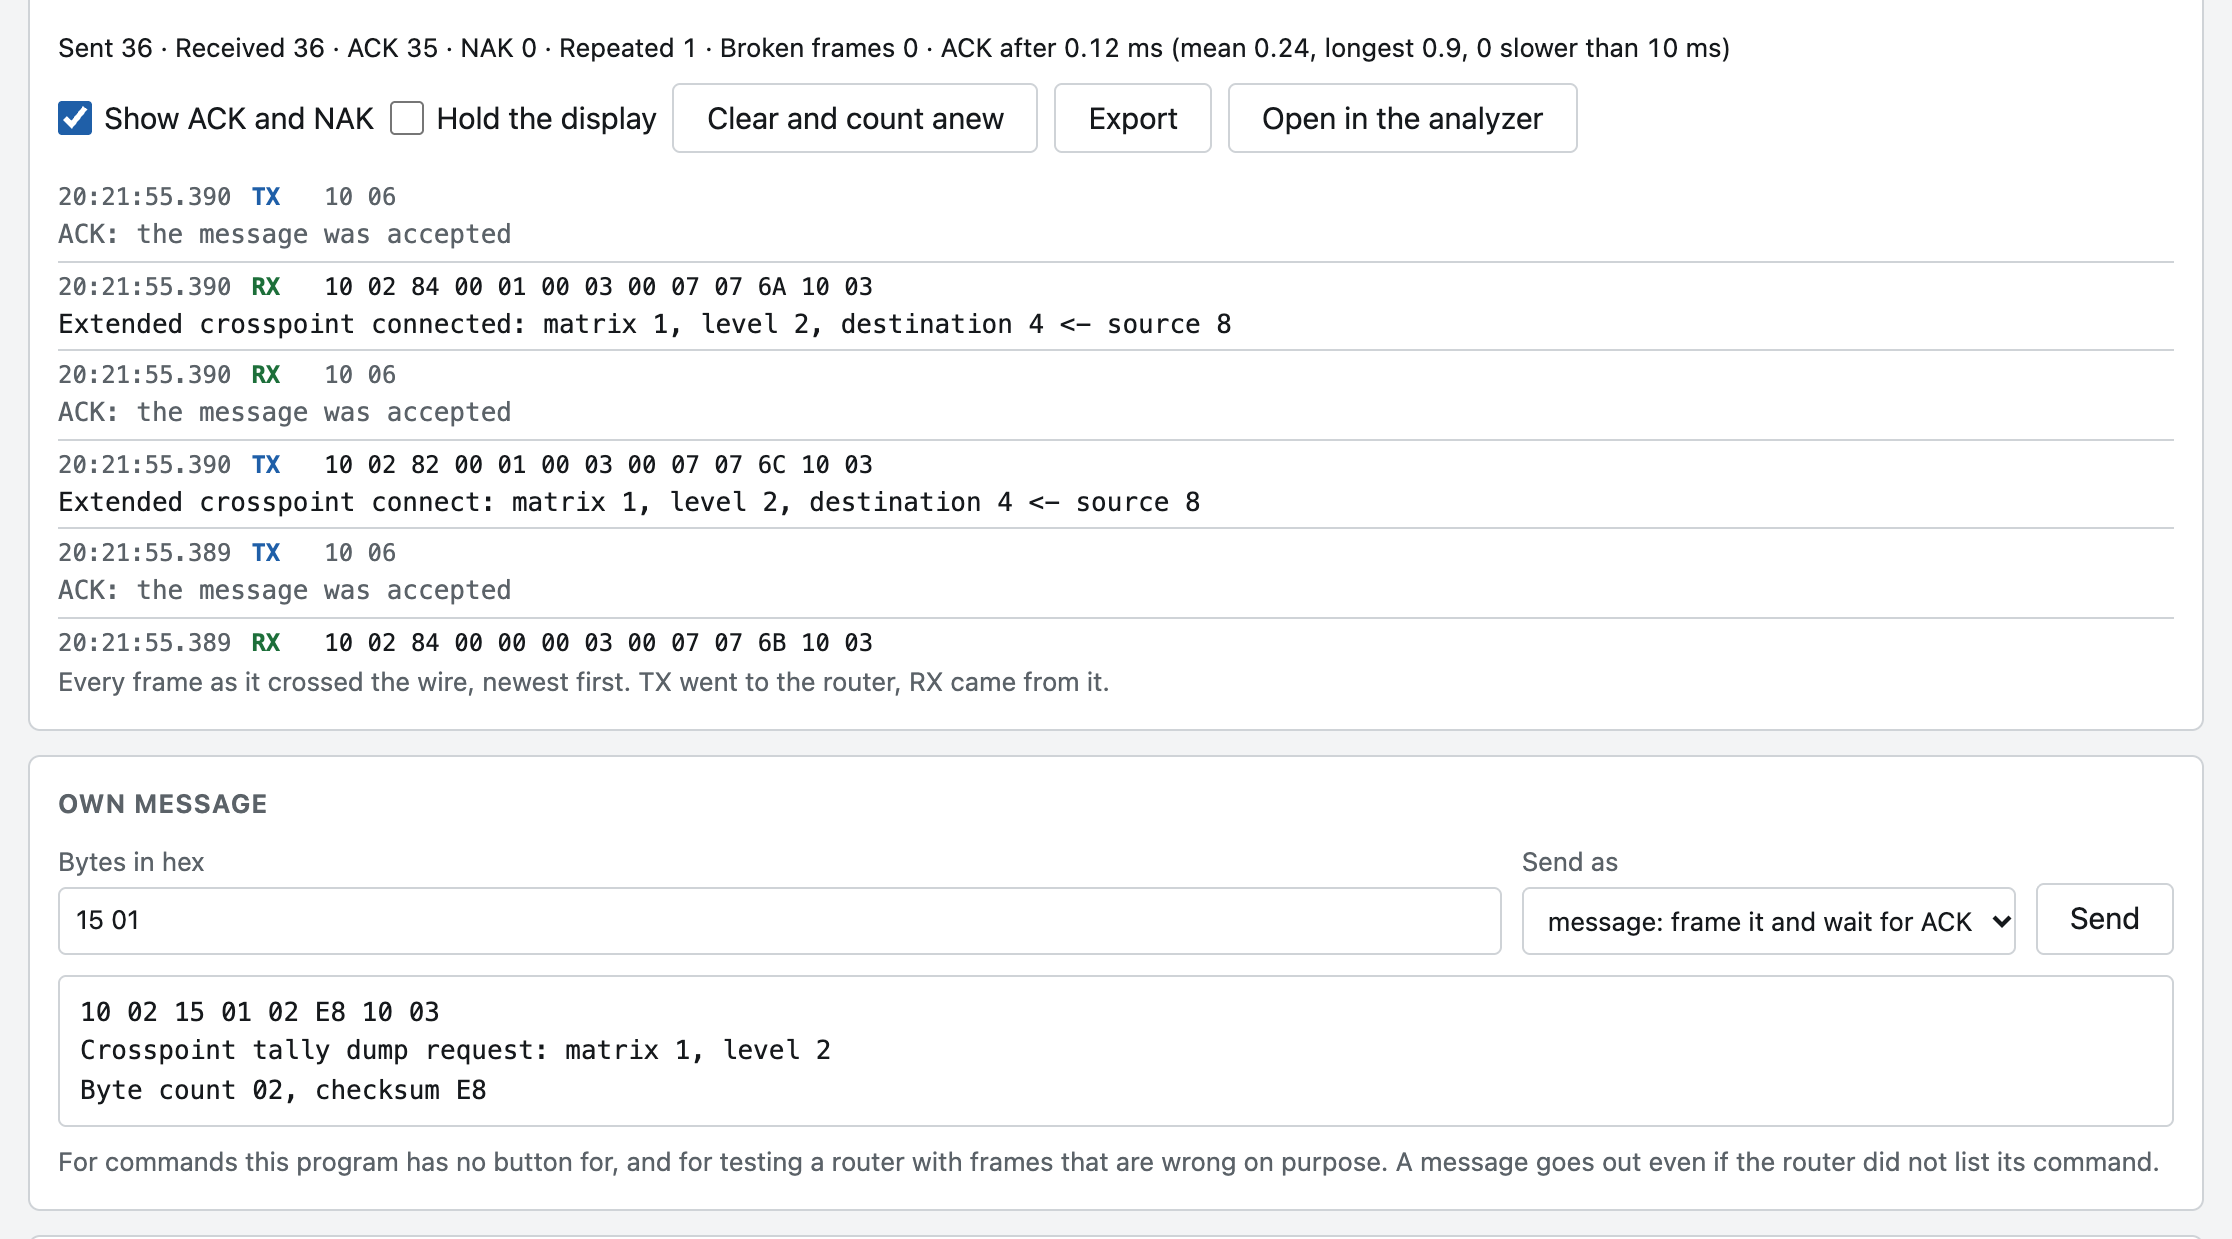 Sent 36 · Received 36 · ACK 35 · NAK 0 · Repeated 1 · Broken frames 0 · ACK after 0.12 ms (mean 0.24, longest 0.9, 0 slower than 10 ms)
Show ACK and NAK Hold the display Clear and count anew Export Open in the analyzer
20:21:55.390 TX 10 06
ACK: the message was accepted
20:21:55.390 RX 10 02 84 00 01 00 03 00 07 07 6A 10 03
Extended crosspoint connected: matrix 1, level 2, destination 4 <- source 8
20:21:55.390 RX 10 06
ACK: the message was accepted
20:21:55.390 TX 10 02 82 00 01 00 03 00 07 07 6C 10 03
Extended crosspoint connect: matrix 1, level 2, destination 4 <- source 8
20:21:55.389 TX 10 06
ACK: the message was accepted
20:21:55.389 RX 10 02 84 00 00 00 03 00 07 07 6B 10 03
Every frame as it crossed the wire, newest first. TX went to the router, RX came from it.
OWN MESSAGE
Bytes in hex Send as
15 01 message: frame it and wait for ACK Send
10 02 15 01 02 E8 10 03
Crosspoint tally dump request: matrix 1, level 2
Byte count 02, checksum E8
For commands this program has no button for, and for testing a router with frames that are wrong on purpose. A message goes out even if the router did not list its command.